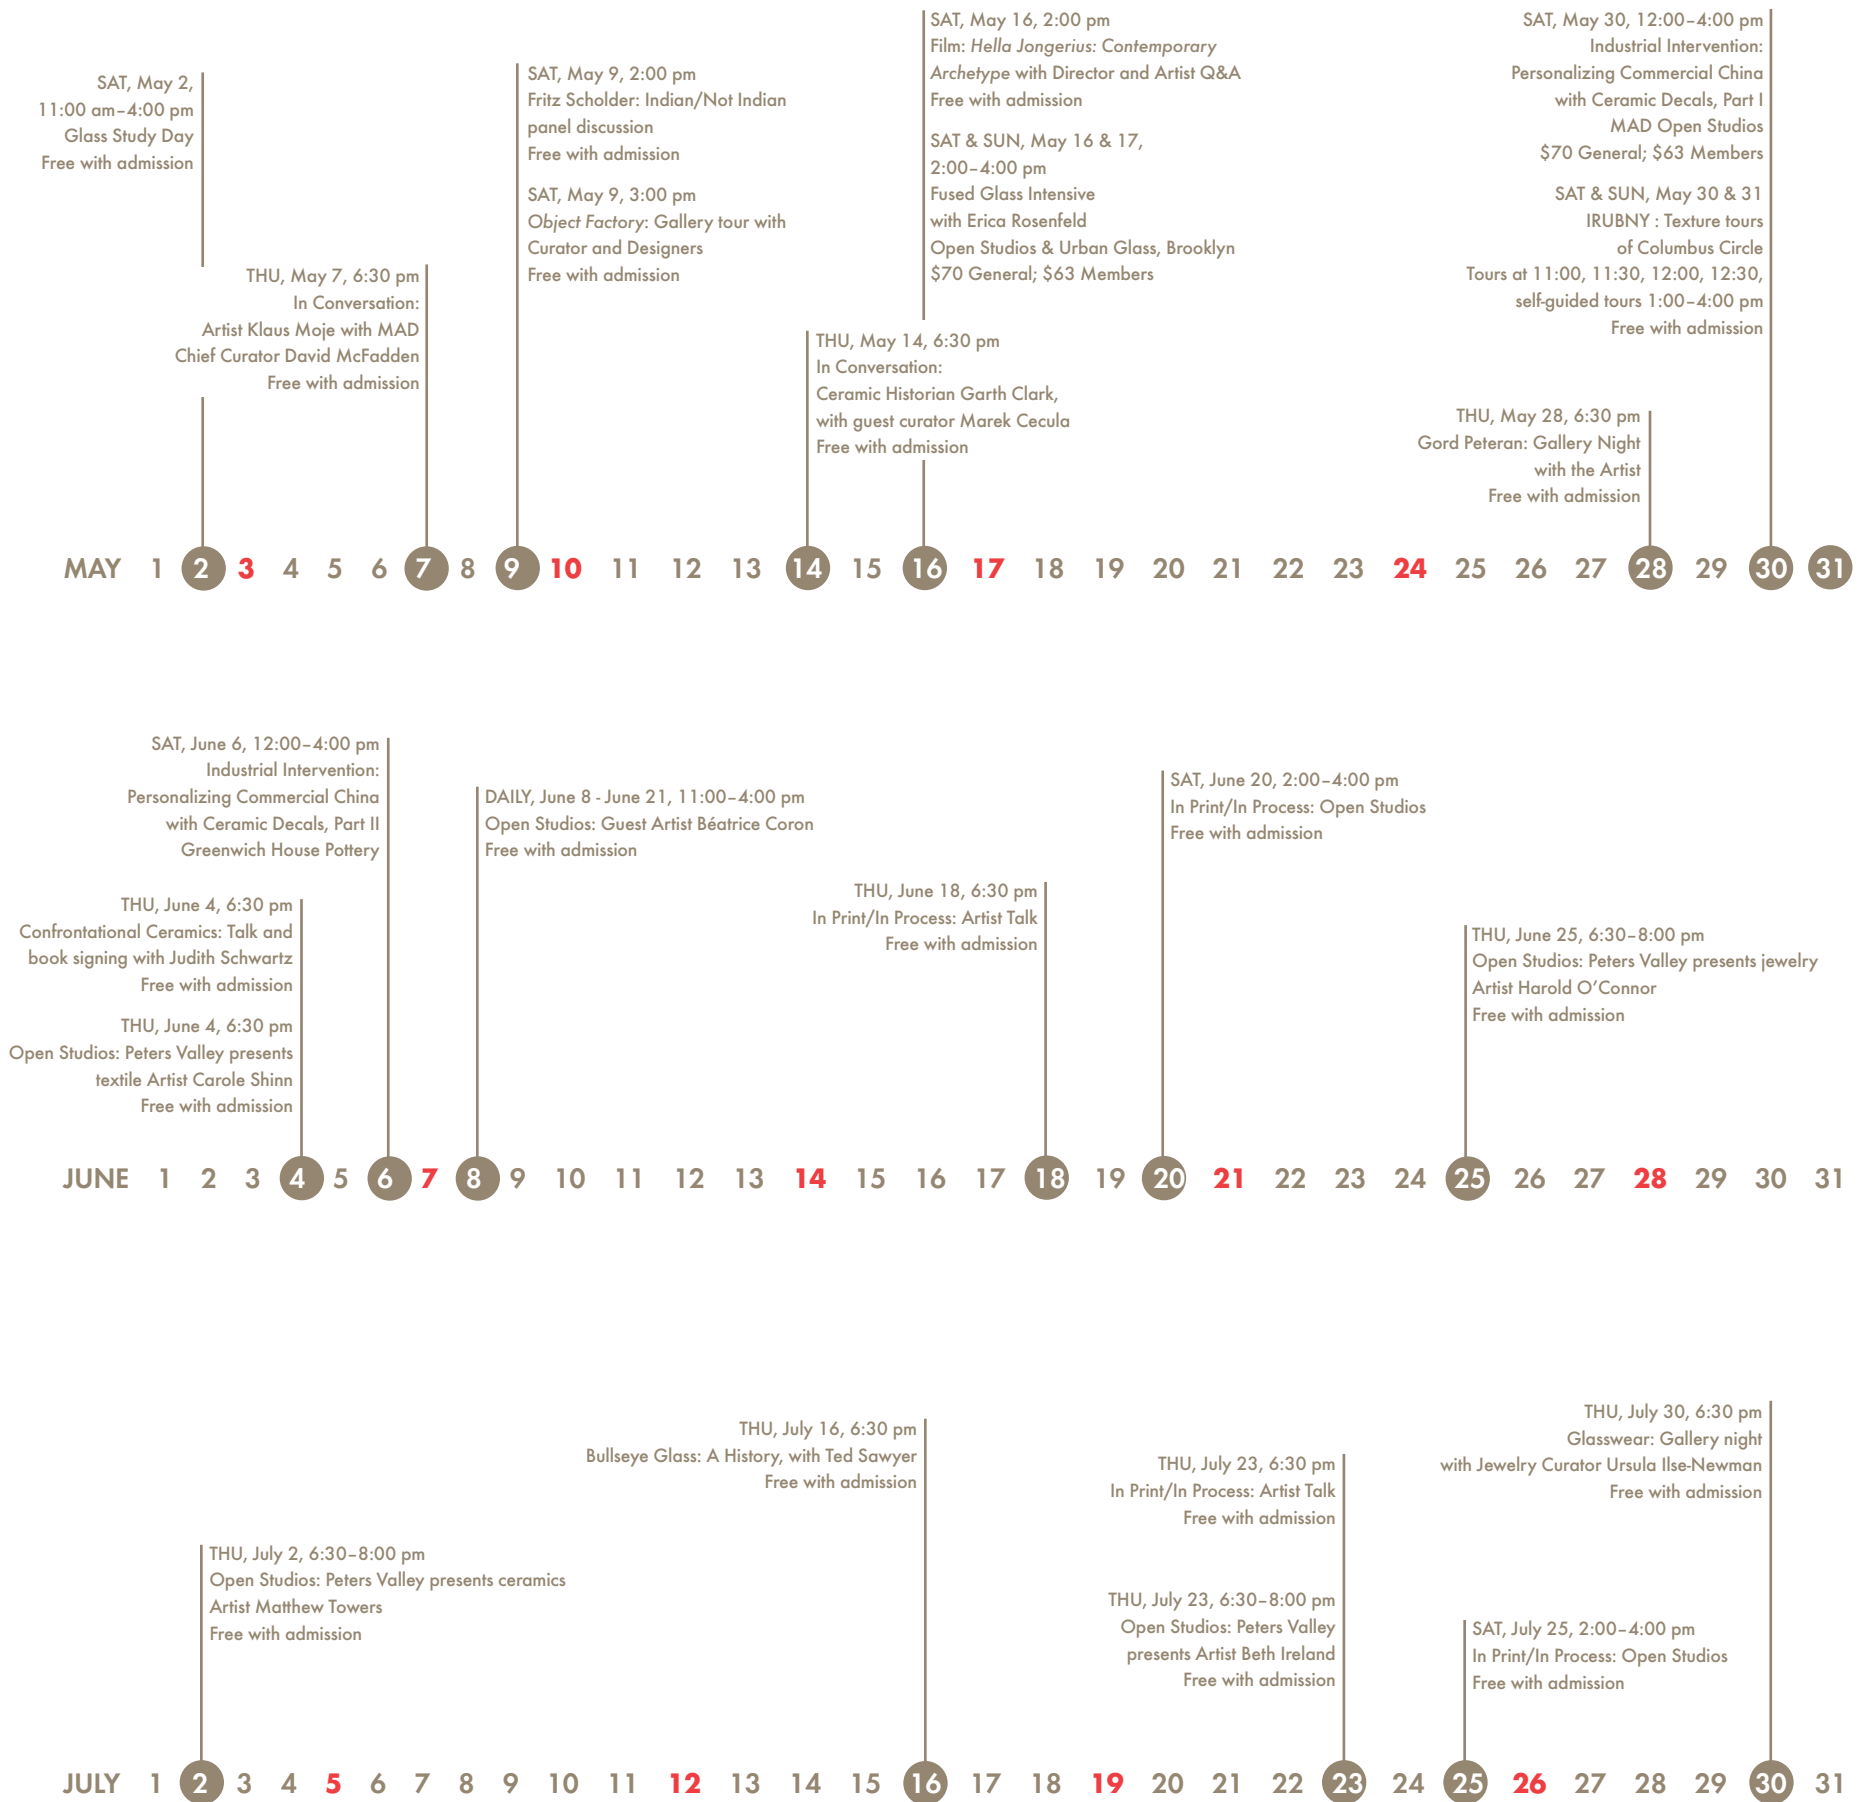 SAT, May 2,
11:00 am–4:00 pm
Glass Study Day
Free with admission
THU, May 7, 6:30 pm
In Conversation:
Artist Klaus Moje with MAD
Chief Curator David McFadden
Free with admission
SAT, May 9, 2:00 pm
Fritz Scholder: Indian/Not Indian
panel discussion
Free with admission
SAT, May 9, 3:00 pm
Object Factory: Gallery tour with
Curator and Designers
Free with admission
THU, May 14, 6:30 pm
In Conversation:
Ceramic Historian Garth Clark,
with guest curator Marek Cecula
Free with admission
SAT, May 16, 2:00 pm
Film: Hella Jongerius: Contemporary
Archetype with Director and Artist Q&A
Free with admission
SAT & SUN, May 16 & 17,
2:00–4:00 pm
Fused Glass Intensive
with Erica Rosenfeld
Open Studios & Urban Glass, Brooklyn
$70 General; $63 Members
THU, May 28, 6:30 pm
Gord Peteran: Gallery Night
with the Artist
Free with admission
SAT, May 30, 12:00–4:00 pm
Industrial Intervention:
Personalizing Commercial China
with Ceramic Decals, Part I
MAD Open Studios
$70 General; $63 Members
SAT & SUN, May 30 & 31
IRUBNY : Texture tours
of Columbus Circle
Tours at 11:00, 11:30, 12:00, 12:30,
self-guided tours 1:00–4:00 pm
Free with admission
MAY 1 2 3 4 5 6 7 8 9 10 11 12 13 14 15 16 17 18 19 20 21 22 23 24 25 26 27 28 29 30 31
SAT, June 6, 12:00–4:00 pm
Industrial Intervention:
Personalizing Commercial China
with Ceramic Decals, Part II
Greenwich House Pottery
THU, June 4, 6:30 pm
Confrontational Ceramics: Talk and
book signing with Judith Schwartz
Free with admission
THU, June 4, 6:30 pm
Open Studios: Peters Valley presents
textile Artist Carole Shinn
Free with admission
DAILY, June 8 - June 21, 11:00–4:00 pm
Open Studios: Guest Artist Béatrice Coron
Free with admission
THU, June 18, 6:30 pm
In Print/In Process: Artist Talk
Free with admission
SAT, June 20, 2:00–4:00 pm
In Print/In Process: Open Studios
Free with admission
THU, June 25, 6:30–8:00 pm
Open Studios: Peters Valley presents jewelry
Artist Harold O’Connor
Free with admission
JUNE 1 2 3 4 5 6 7 8 9 10 11 12 13 14 15 16 17 18 19 20 21 22 23 24 25 26 27 28 29 30 31
THU, July 2, 6:30–8:00 pm
Open Studios: Peters Valley presents ceramics
Artist Matthew Towers
Free with admission
THU, July 16, 6:30 pm
Bullseye Glass: A History, with Ted Sawyer
Free with admission
THU, July 23, 6:30 pm
In Print/In Process: Artist Talk
Free with admission
THU, July 23, 6:30–8:00 pm
Open Studios: Peters Valley
presents Artist Beth Ireland
Free with admission
SAT, July 25, 2:00–4:00 pm
In Print/In Process: Open Studios
Free with admission
THU, July 30, 6:30 pm
Glasswear: Gallery night
with Jewelry Curator Ursula Ilse-Newman
Free with admission
JULY 1 2 3 4 5 6 7 8 9 10 11 12 13 14 15 16 17 18 19 20 21 22 23 24 25 26 27 28 29 30 31